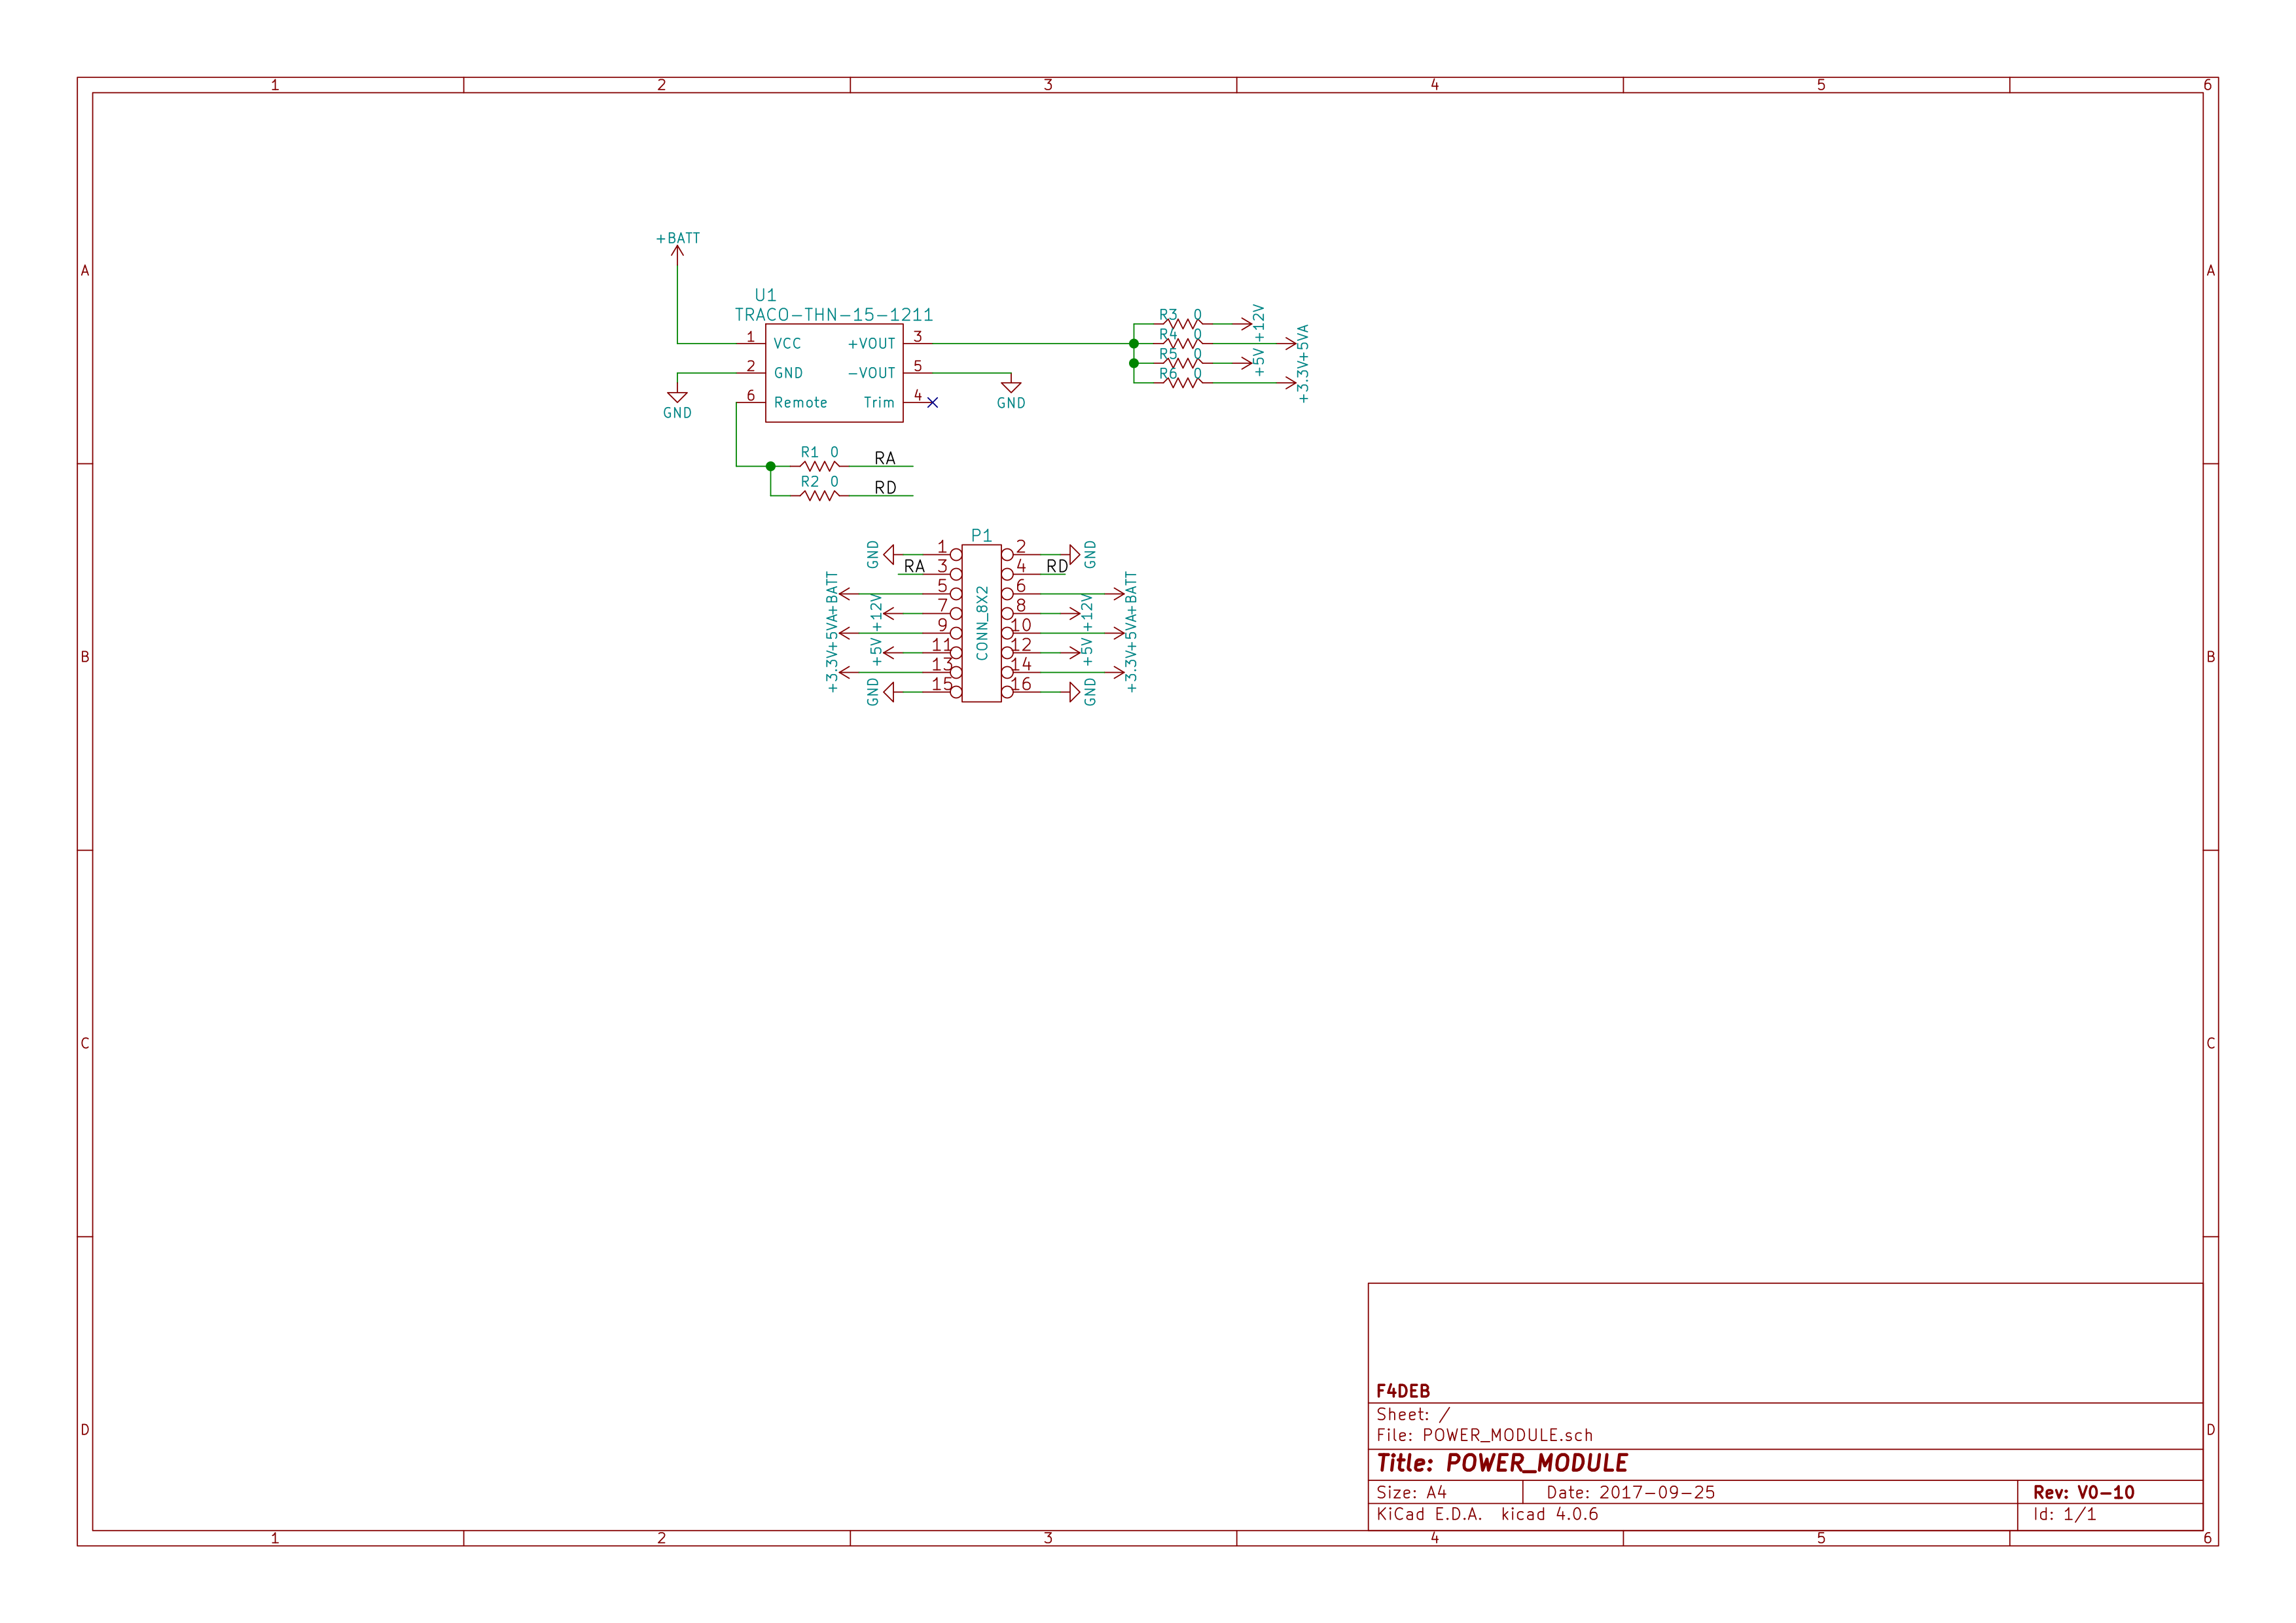 1 2 3 4 5 6
A A
+BATT
U1
TRACO-THN-15-1211
1 VCC +VOUT 3
2 GND -VOUT 5
6 Remote Trim 4
GND
GND
R3 0 +12V
R4 0 +5VA
R5 0 +5V
R6 0 +3.3V
R1 0 RA
R2 0 RD
P1
CONN_8X2
GND 1 2 GND
RA 3 4 RD
+BATT 5 6 +BATT
+12V 7 8 +12V
+5VA 9 10 +5VA
+5V 11 12 +5V
+3.3V 13 14 +3.3V
GND 15 16 GND
B B
C C
D D
F4DEB
Sheet: /
File: POWER_MODULE.sch
Title: POWER_MODULE
Size: A4 Date: 2017-09-25 Rev: V0-10
KiCad E.D.A. kicad 4.0.6 Id: 1/1
1 2 3 4 5 6